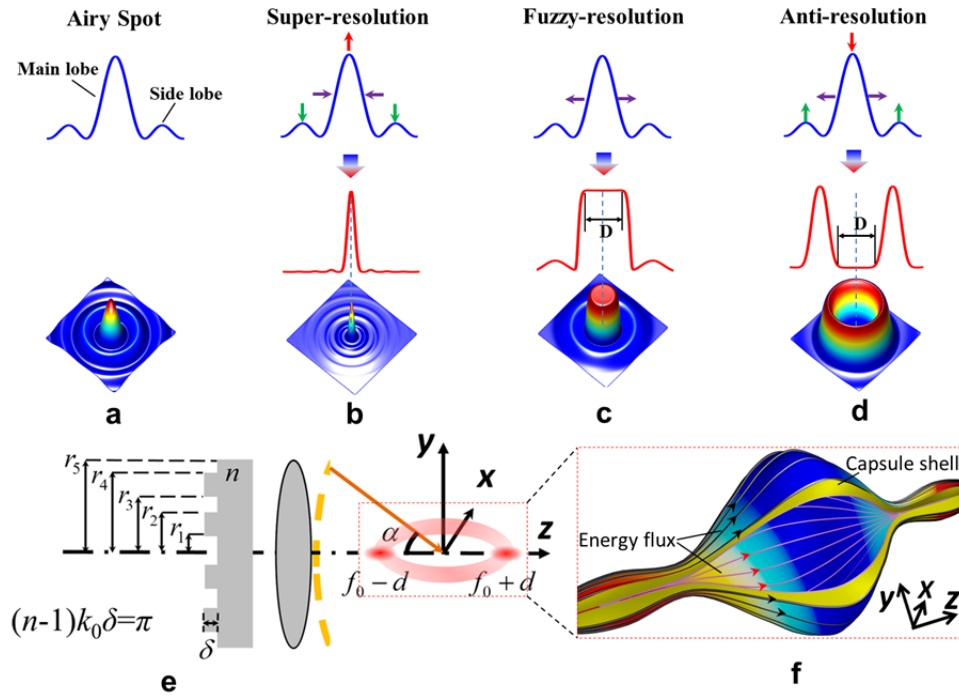 Airy Spot
Super-resolution
Fuzzy-resolution
Anti-resolution
Main lobe
Side lobe
D
D
a
b
c
d
r₅
r₄
r₃
r₂
r₁
n
(n-1)k₀δ=π
δ
α
y
x
z
f₀−d
f₀+d
e
Capsule shell
Energy flux
y
x
z
f